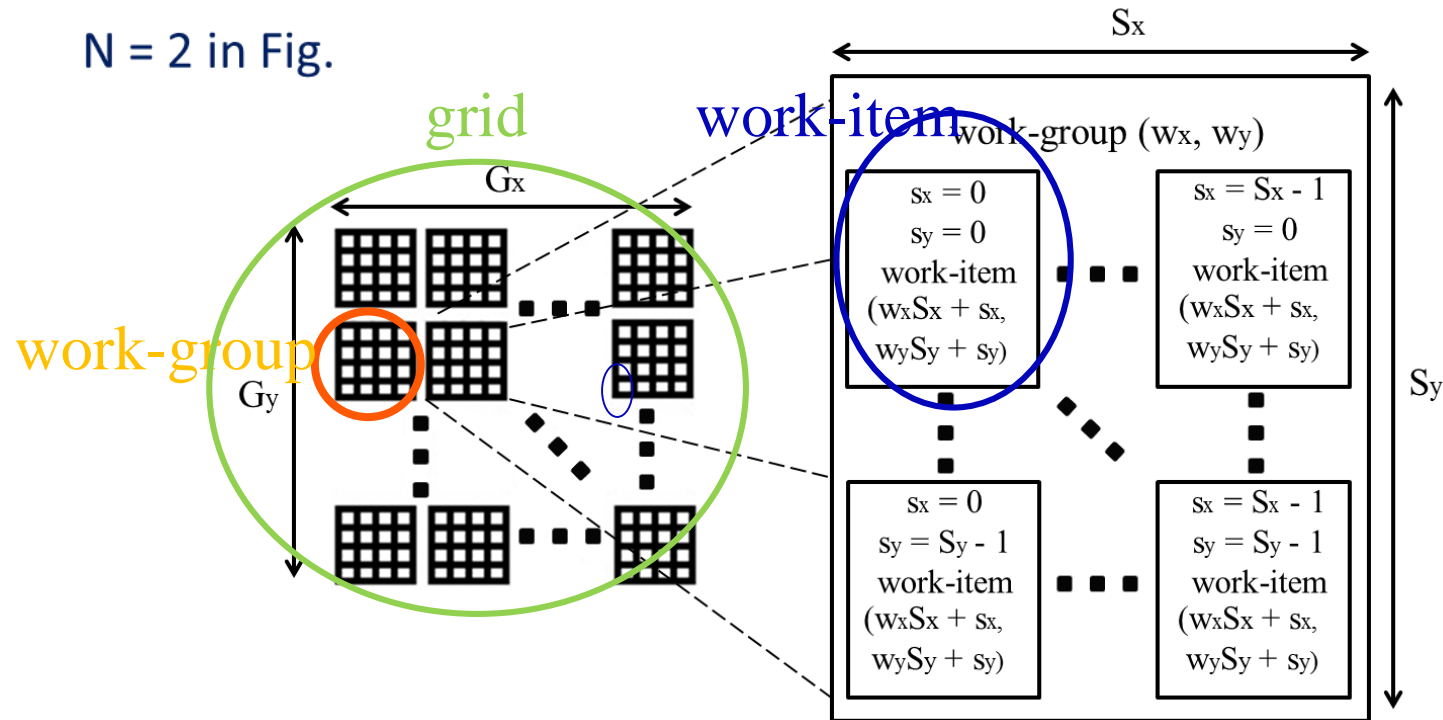 N = 2 in Fig.
grid
work-item
work-group
Gx
Gy
Sx
Sy
work-group (wx, wy)
sx = 0
sy = 0
work-item
(wxSx + sx,
wySy + sy)
sx = Sx - 1
sy = 0
work-item
(wxSx + sx,
wySy + sy)
sx = 0
sy = Sy - 1
work-item
(wxSx + sx,
wySy + sy)
sx = Sx - 1
sy = Sy - 1
work-item
(wxSx + sx,
wySy + sy)